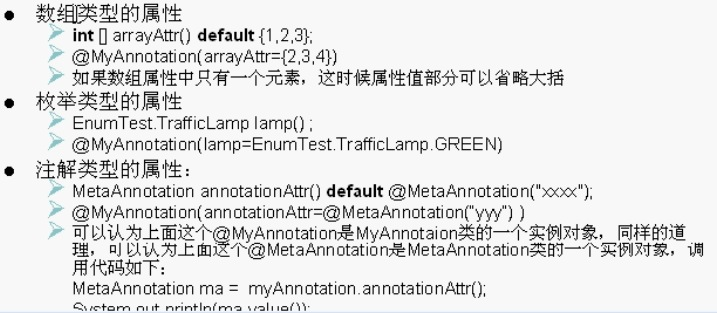 数组类型的属性
int [] arrayAttr() default {1,2,3};
@MyAnnotation(arrayAttr={2,3,4})
如果数组属性中只有一个元素，这时候属性值部分可以省略大括
枚举类型的属性
EnumTest.TrafficLamp lamp() ;
@MyAnnotation(lamp=EnumTest.TrafficLamp.GREEN)
注解类型的属性：
MetaAnnotation annotationAttr() default @MetaAnnotation("xxxx");
@MyAnnotation(annotationAttr=@MetaAnnotation("yyy") )
可以认为上面这个@MyAnnotation是MyAnnotaion类的一个实例对象，同样的道
理，可以认为上面这个@MetaAnnotation是MetaAnnotation类的一个实例对象，调
用代码如下：
MetaAnnotation ma =  myAnnotation.annotationAttr();
System.out.println(ma.value());